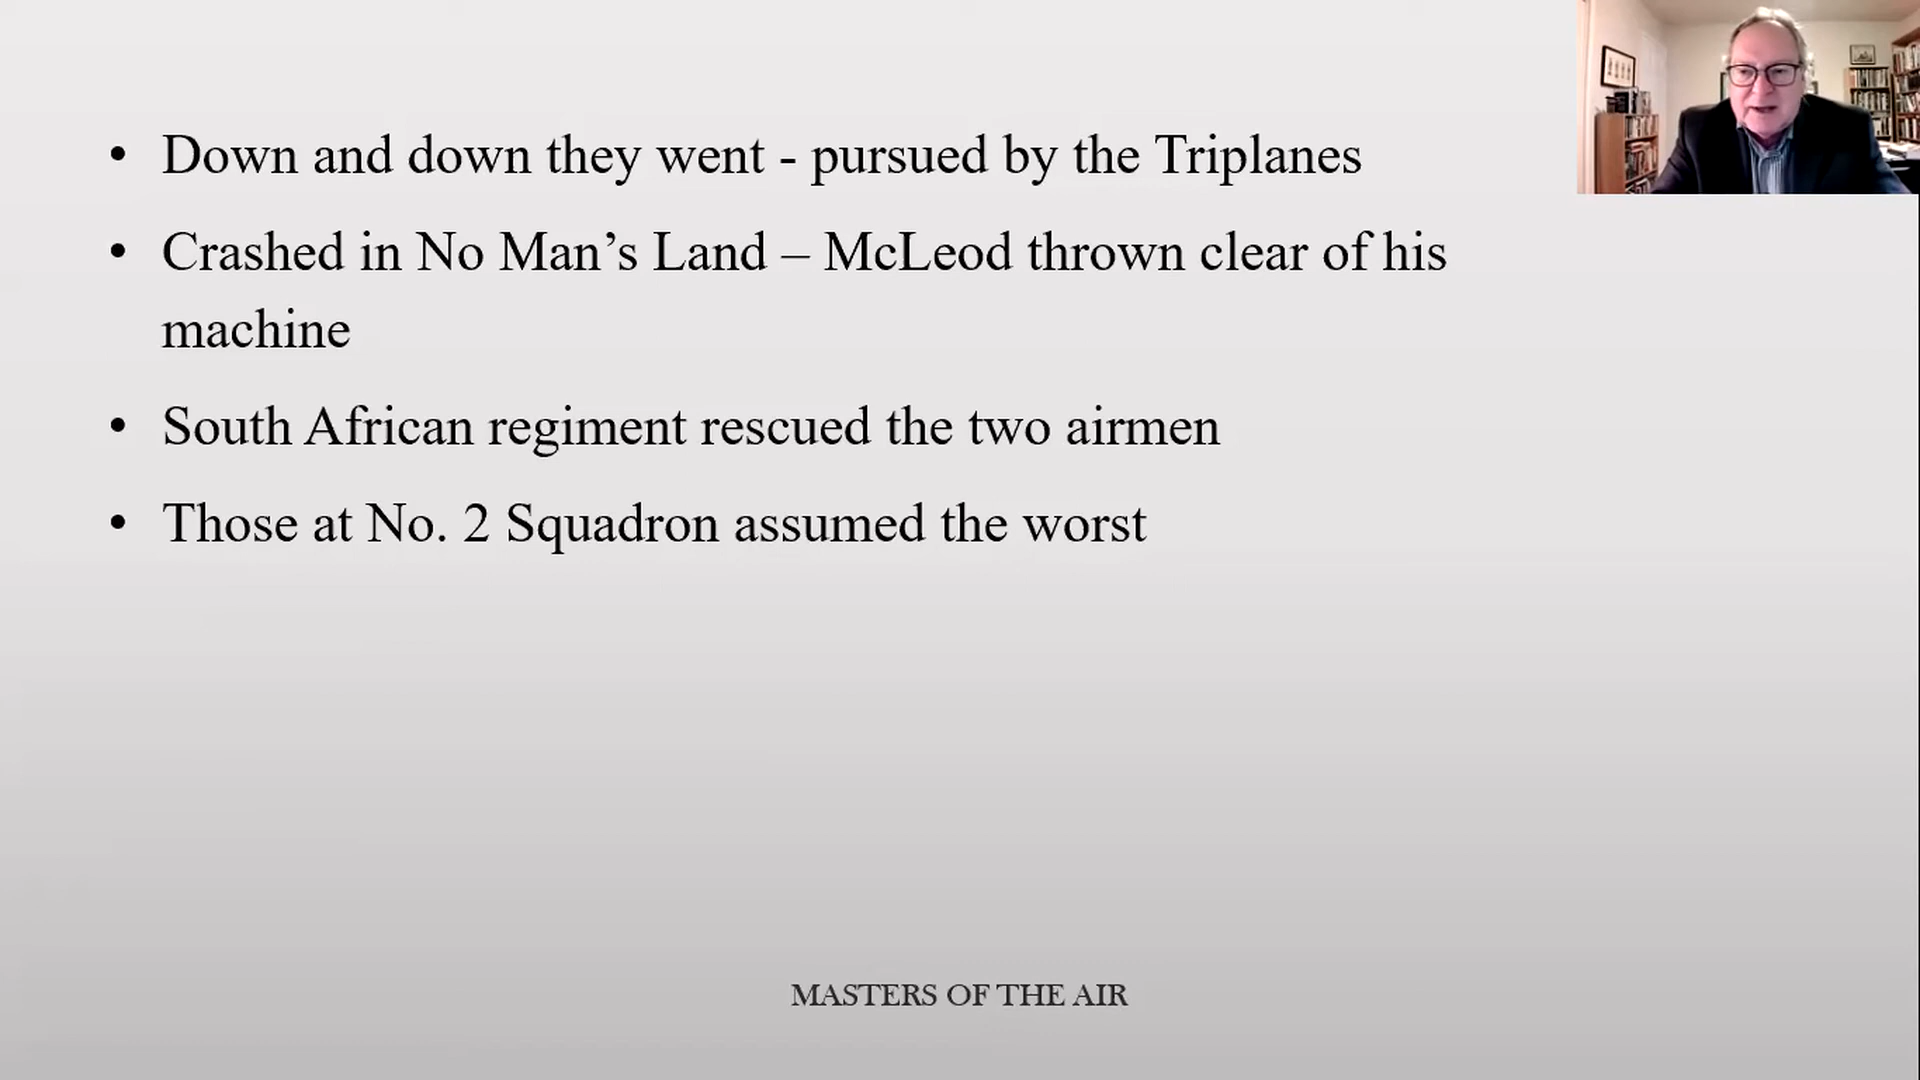 • Down and down they went - pursued by the Triplanes
• Crashed in No Man’s Land – McLeod thrown clear of his
machine
• South African regiment rescued the two airmen
• Those at No. 2 Squadron assumed the worst
MASTERS OF THE AIR